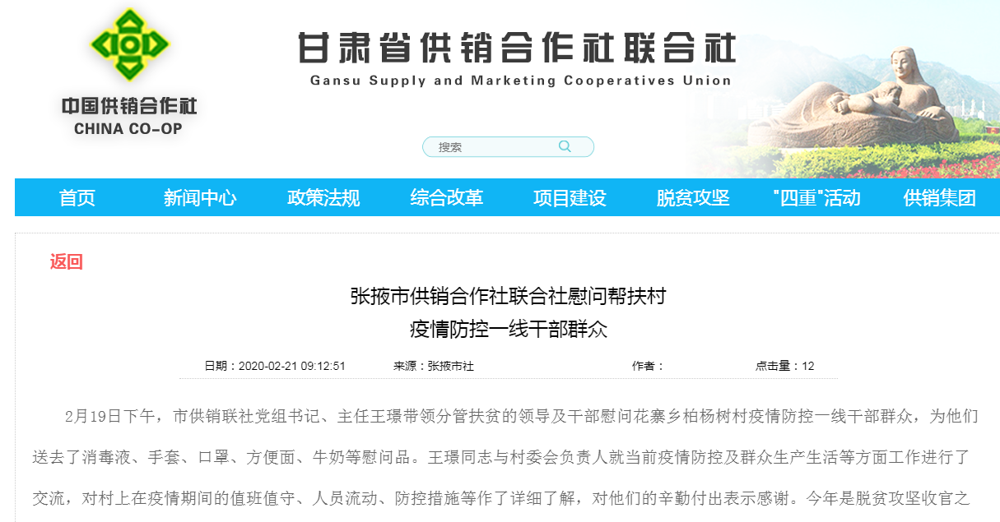 甘肃省供销合作社联合社
Gansu Supply and Marketing Cooperatives Union
中国供销合作社
CHINA CO-OP
搜索
首页 新闻中心 政策法规 综合改革 项目建设 脱贫攻坚 "四重"活动 供销集团
返回
张掖市供销合作社联合社慰问帮扶村
疫情防控一线干部群众
日期：2020-02-21 09:12:51 来源：张掖市社 作者： 点击量：12
2月19日下午，市供销联社党组书记、主任王璟带领分管扶贫的领导及干部慰问花寨乡柏杨树村疫情防控一线干部群众，为他们
送去了消毒液、手套、口罩、方便面、牛奶等慰问品。王璟同志与村委会负责人就当前疫情防控及群众生产生活等方面工作进行了
交流，对村上在疫情期间的值班值守、人员流动、防控措施等作了详细了解，对他们的辛勤付出表示感谢。今年是脱贫攻坚收官之